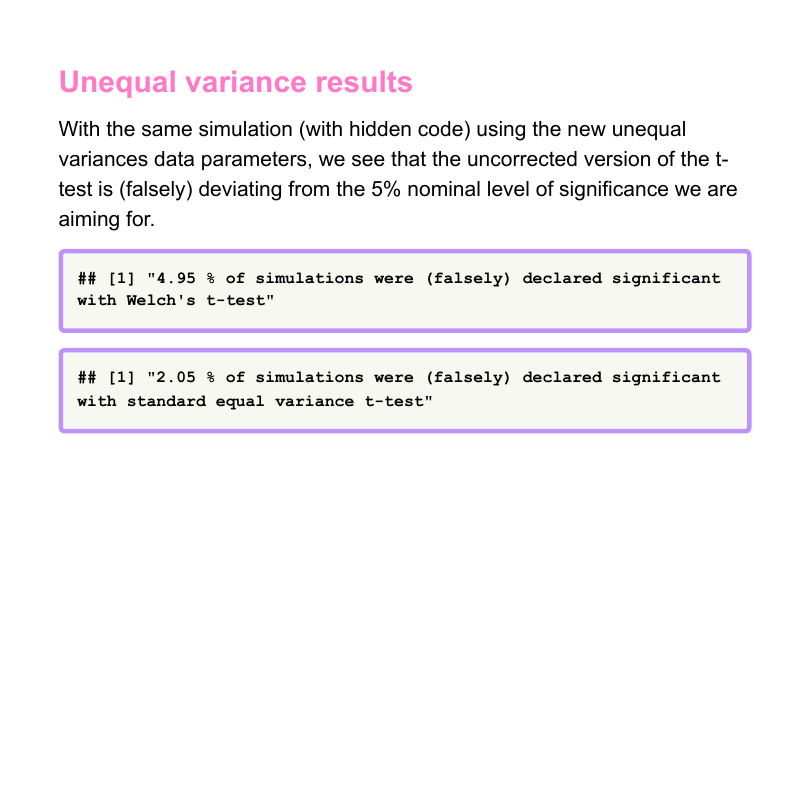 Unequal variance results
With the same simulation (with hidden code) using the new unequal
variances data parameters, we see that the uncorrected version of the t-
test is (falsely) deviating from the 5% nominal level of significance we are
aiming for.
## [1] "4.95 % of simulations were (falsely) declared significant
with Welch's t-test"
## [1] "2.05 % of simulations were (falsely) declared significant
with standard equal variance t-test"